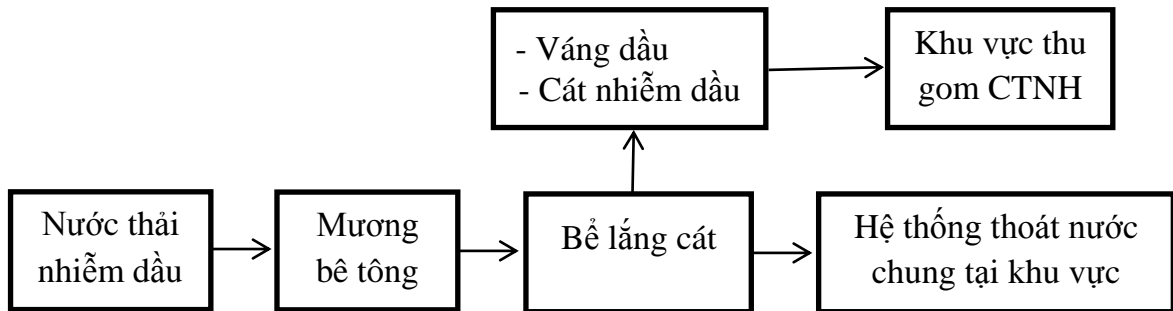 - Váng dầu
- Cát nhiễm dầu
Khu vực thu
gom CTNH
Nước thải
nhiễm dầu
Mương
bê tông
Bể lắng cát
Hệ thống thoát nước
chung tại khu vực